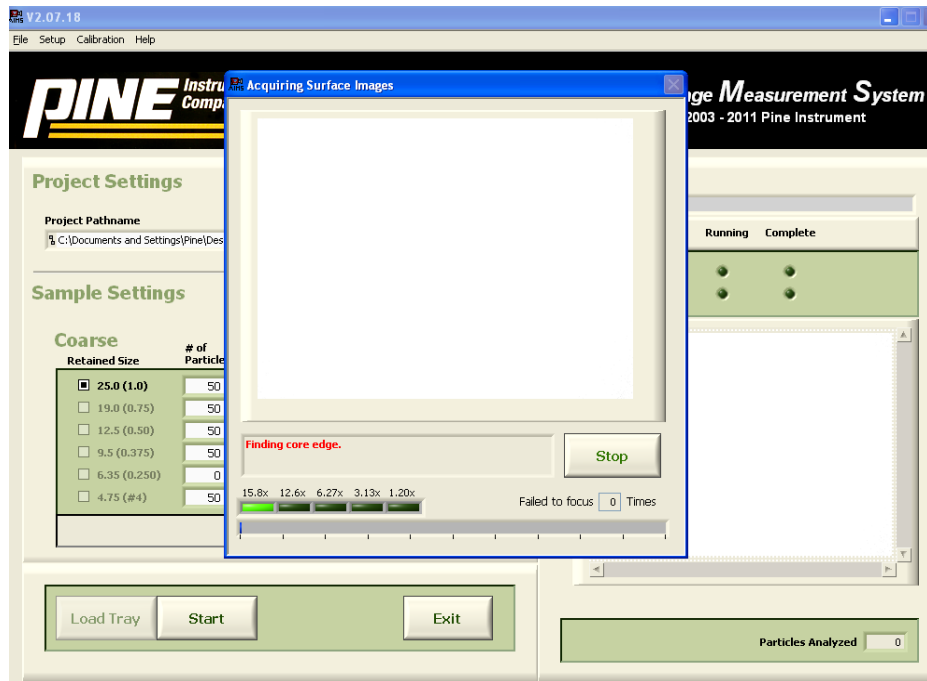 AIMS V2.07.18
File Setup Calibration Help
PINE Instru
Comp
ge Measurement System
2003 - 2011 Pine Instrument
AIMS Acquiring Surface Images
Project Settings
Project Pathname
C:\Documents and Settings\Pine\Des
Running Complete
Sample Settings
Coarse
Retained Size
# of
Particle
25.0 (1.0) 50
19.0 (0.75) 50
12.5 (0.50) 50
9.5 (0.375) 50
6.35 (0.250) 0
4.75 (#4) 50
Finding core edge.
Stop
15.8x 12.6x 6.27x 3.13x 1.20x
Failed to focus 0 Times
Load Tray Start Exit
Particles Analyzed 0